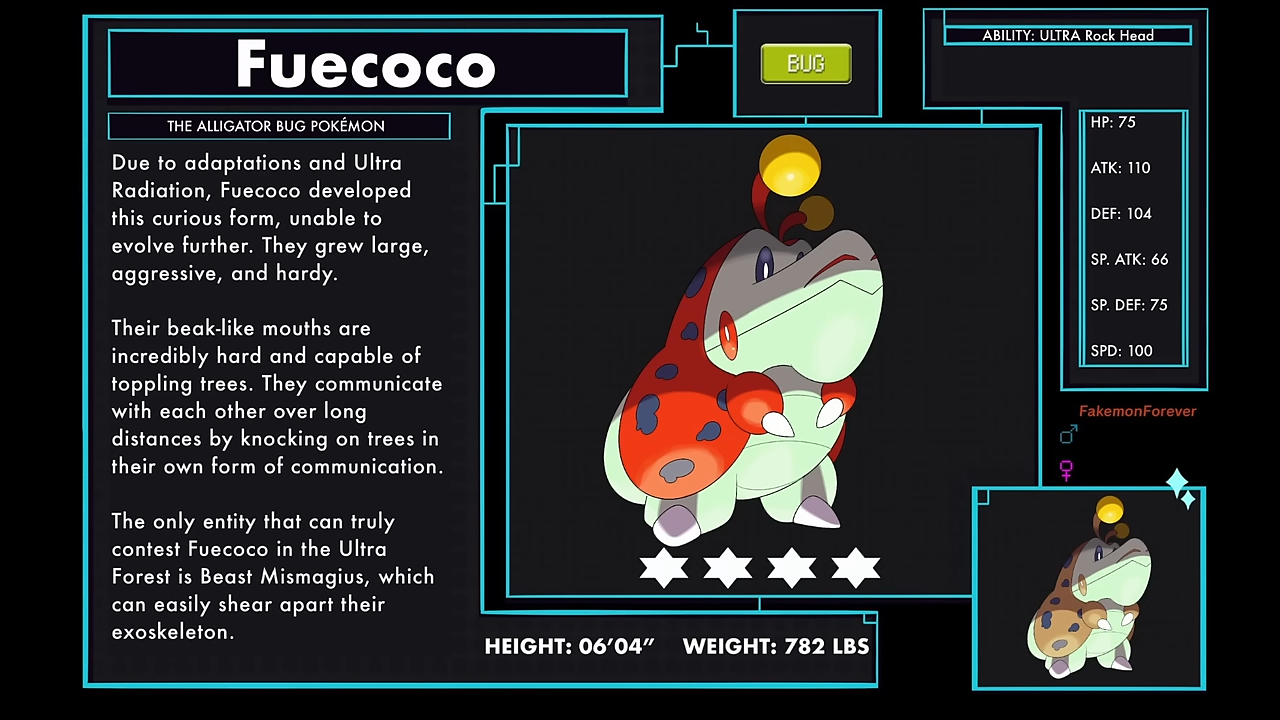 Fuecoco
BUG
ABILITY: ULTRA Rock Head
THE ALLIGATOR BUG POKÉMON
Due to adaptations and Ultra
Radiation, Fuecoco developed
this curious form, unable to
evolve further. They grew large,
aggressive, and hardy.
Their beak-like mouths are
incredibly hard and capable of
toppling trees. They communicate
with each other over long
distances by knocking on trees in
their own form of communication.
The only entity that can truly
contest Fuecoco in the Ultra
Forest is Beast Mismagius, which
can easily shear apart their
exoskeleton.
HP: 75
ATK: 110
DEF: 104
SP. ATK: 66
SP. DEF: 75
SPD: 100
FakemonForever
♂
♀
HEIGHT: 06’04” WEIGHT: 782 LBS